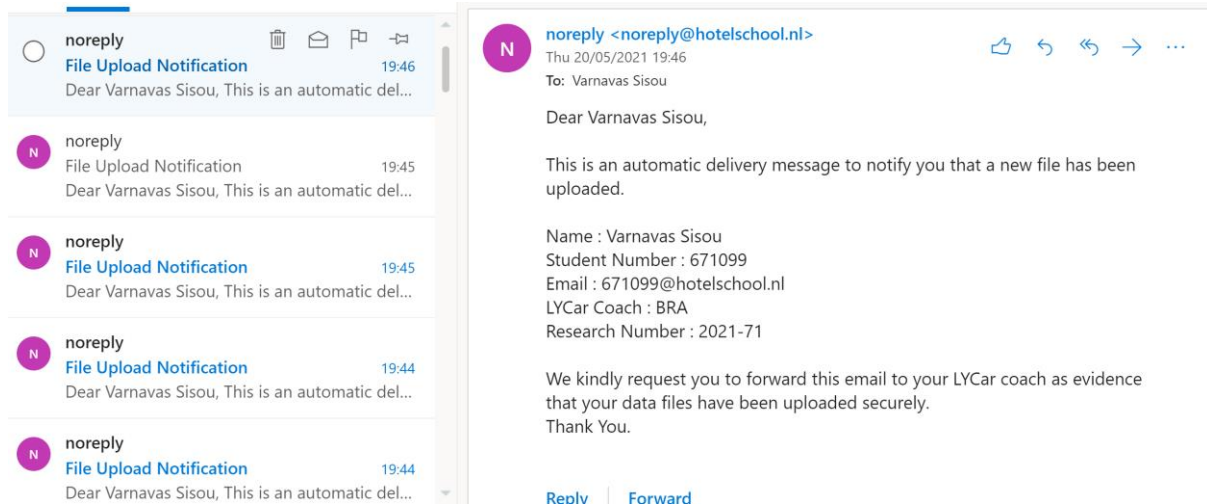 noreply
File Upload Notification 19:46
Dear Varnavas Sisou, This is an automatic del...
N
noreply
File Upload Notification 19:45
Dear Varnavas Sisou, This is an automatic del...
N
noreply
File Upload Notification 19:45
Dear Varnavas Sisou, This is an automatic del...
N
noreply
File Upload Notification 19:44
Dear Varnavas Sisou, This is an automatic del...
N
noreply
File Upload Notification 19:44
Dear Varnavas Sisou, This is an automatic del...
N
noreply <noreply@hotelschool.nl>
Thu 20/05/2021 19:46
To: Varnavas Sisou
Dear Varnavas Sisou,
This is an automatic delivery message to notify you that a new file has been
uploaded.
Name : Varnavas Sisou
Student Number : 671099
Email : 671099@hotelschool.nl
LYCar Coach : BRA
Research Number : 2021-71
We kindly request you to forward this email to your LYCar coach as evidence
that your data files have been uploaded securely.
Thank You.
Reply Forward